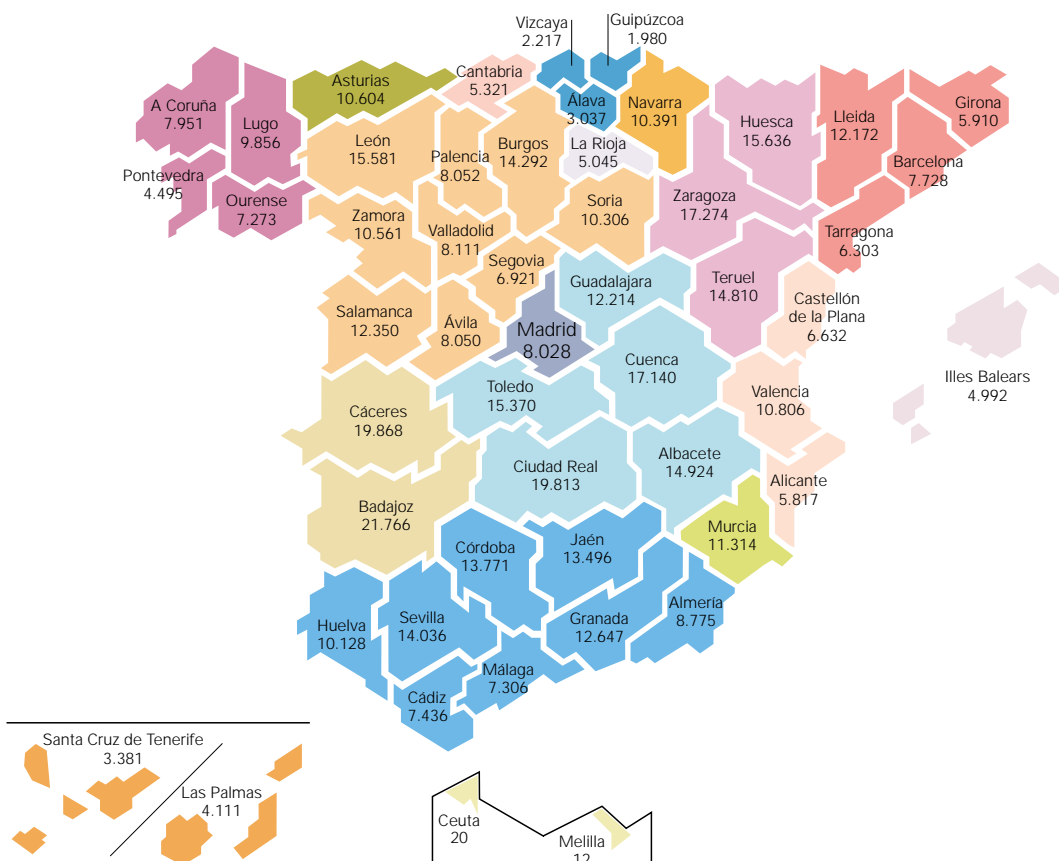 Vizcaya
2.217
Guipúzcoa
1.980
Cantabria
5.321
Asturias
10.604
A Coruña
7.951
Lugo
9.856
Álava
3.037
Navarra
10.391
Huesca
15.636
Lleida
12.172
Girona
5.910
León
15.581
Palencia
8.052
Burgos
14.292
La Rioja
5.045
Barcelona
7.728
Pontevedra
4.495
Ourense
7.273
Zamora
10.561
Valladolid
8.111
Soria
10.306
Zaragoza
17.274
Tarragona
6.303
Segovia
6.921
Guadalajara
12.214
Teruel
14.810
Castellón
de la Plana
6.632
Salamanca
12.350
Ávila
8.050
Madrid
8.028
Cuenca
17.140
Illes Balears
4.992
Toledo
15.370
Valencia
10.806
Cáceres
19.868
Ciudad Real
19.813
Albacete
14.924
Alicante
5.817
Badajoz
21.766
Murcia
11.314
Córdoba
13.771
Jaén
13.496
Huelva
10.128
Sevilla
14.036
Granada
12.647
Almería
8.775
Málaga
7.306
Cádiz
7.436
Santa Cruz de Tenerife
3.381
Las Palmas
4.111
Ceuta
20
Melilla
12